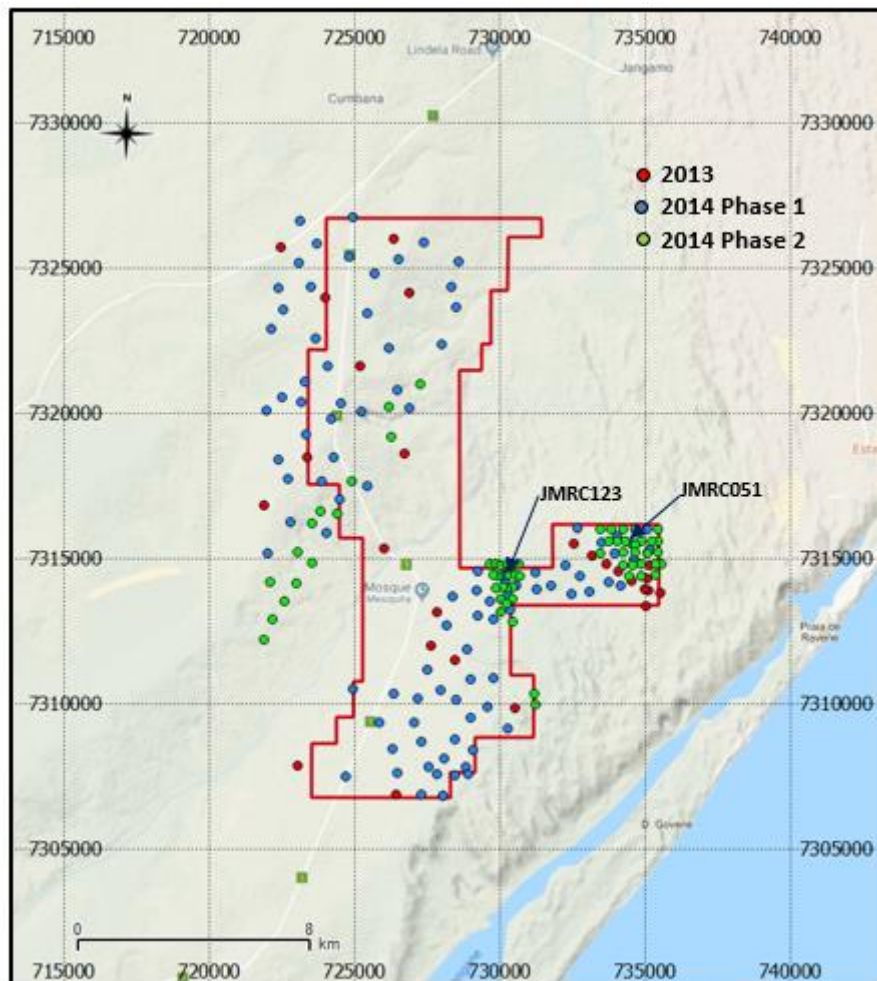 715000 720000 725000 730000 735000 740000
Lindela Road
Jangamo
Cumbana
N
7330000 7330000
2013
2014 Phase 1
2014 Phase 2
7325000 7325000
7320000 7320000
Esta
JMRC123
JMRC051
7315000 7315000
Mosque
Mesquita
Praia de
7310000 7310000
7305000 7305000
0 8
km
715000 720000 725000 730000 735000 740000